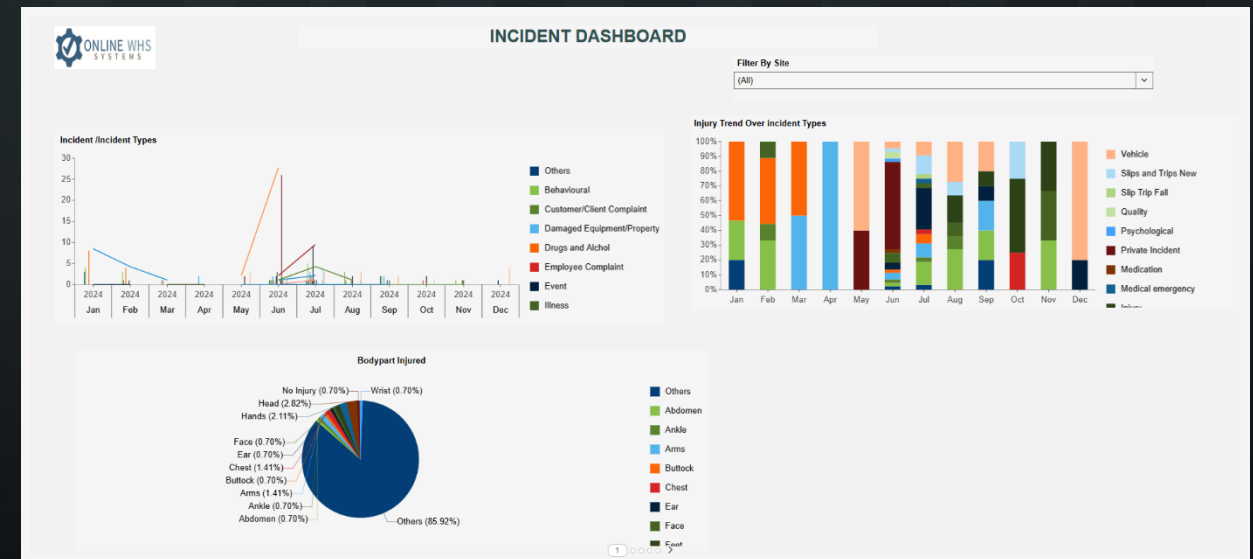 ONLINE WHS
SYSTEMS
INCIDENT DASHBOARD
Filter By Site
(All)
Incident /Incident Types
30
25
20
15
10
5
0
2024 2024 2024 2024 2024 2024 2024 2024 2024 2024 2024 2024
Jan Feb Mar Apr May Jun Jul Aug Sep Oct Nov Dec
Others
Behavioural
Customer/Client Complaint
Damaged Equipment/Property
Drugs and Alchol
Employee Complaint
Event
Illness
Injury Trend Over incident Types
100%
90%
80%
70%
60%
50%
40%
30%
20%
10%
0%
Jan Feb Mar Apr May Jun Jul Aug Sep Oct Nov Dec
Vehicle
Slips and Trips New
Slip Trip Fall
Quality
Psychological
Private Incident
Medication
Medical emergency
Injury
Bodypart Injured
No Injury (0.70%) Wrist (0.70%)
Head (2.82%)
Hands (2.11%)
Face (0.70%)
Ear (0.70%)
Chest (1.41%)
Buttock (0.70%)
Arms (1.41%)
Ankle (0.70%)
Abdomen (0.70%)
Others (85.92%)
Others
Abdomen
Ankle
Arms
Buttock
Chest
Ear
Face
Foot
1